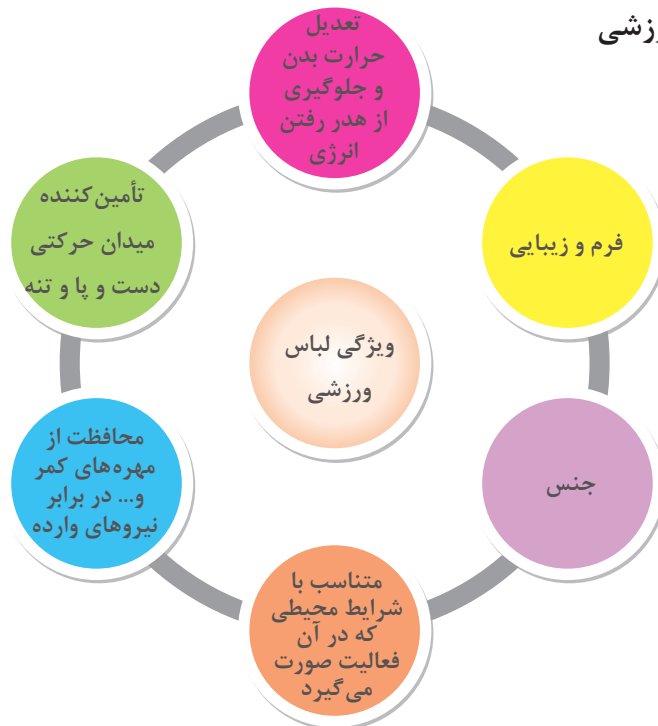 تعدیل
حرارت بدن
و جلوگیری
از هدر رفتن
انرژی
فرم و زیبایی
جنس
متناسب با
شرایط محیطی
که در آن
فعالیت صورت
می‌گیرد
محافظت از
مهره‌های کمر
و... در برابر
نیروهای وارده
تأمین‌کننده
میدان حرکتی
دست و پا و تنه
ویژگی لباس
ورزشی